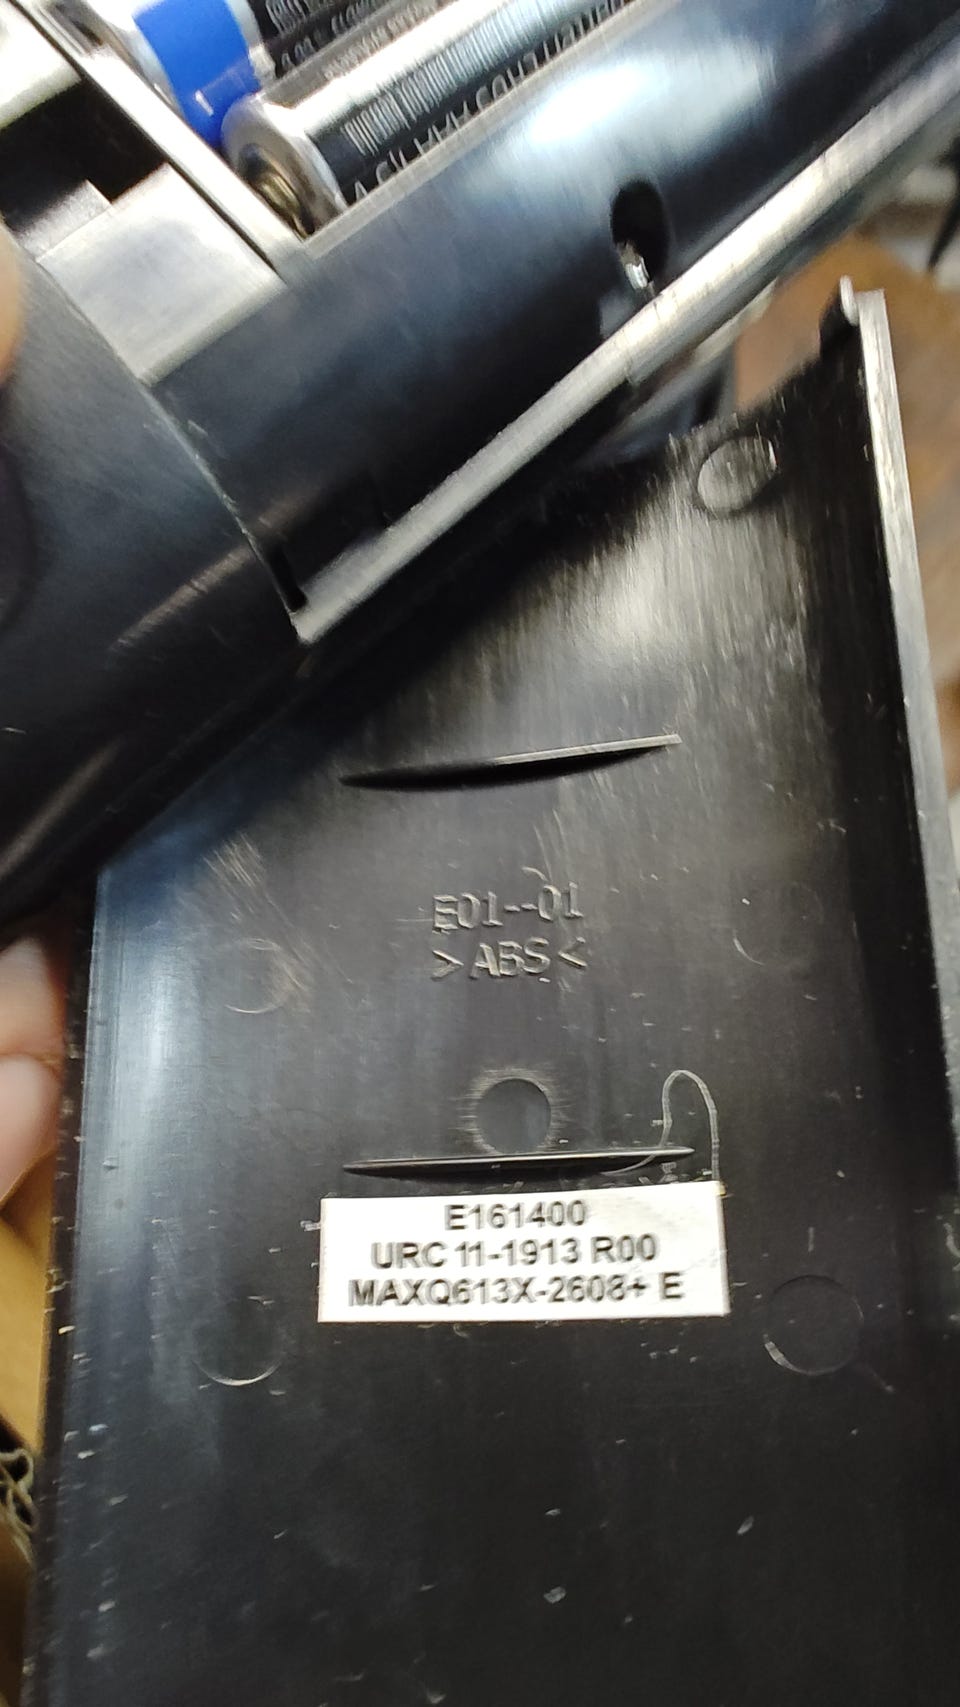 E01--01
>ABS<
E161400
URC 11-1913 R00
MAXQ613X-2608+ E